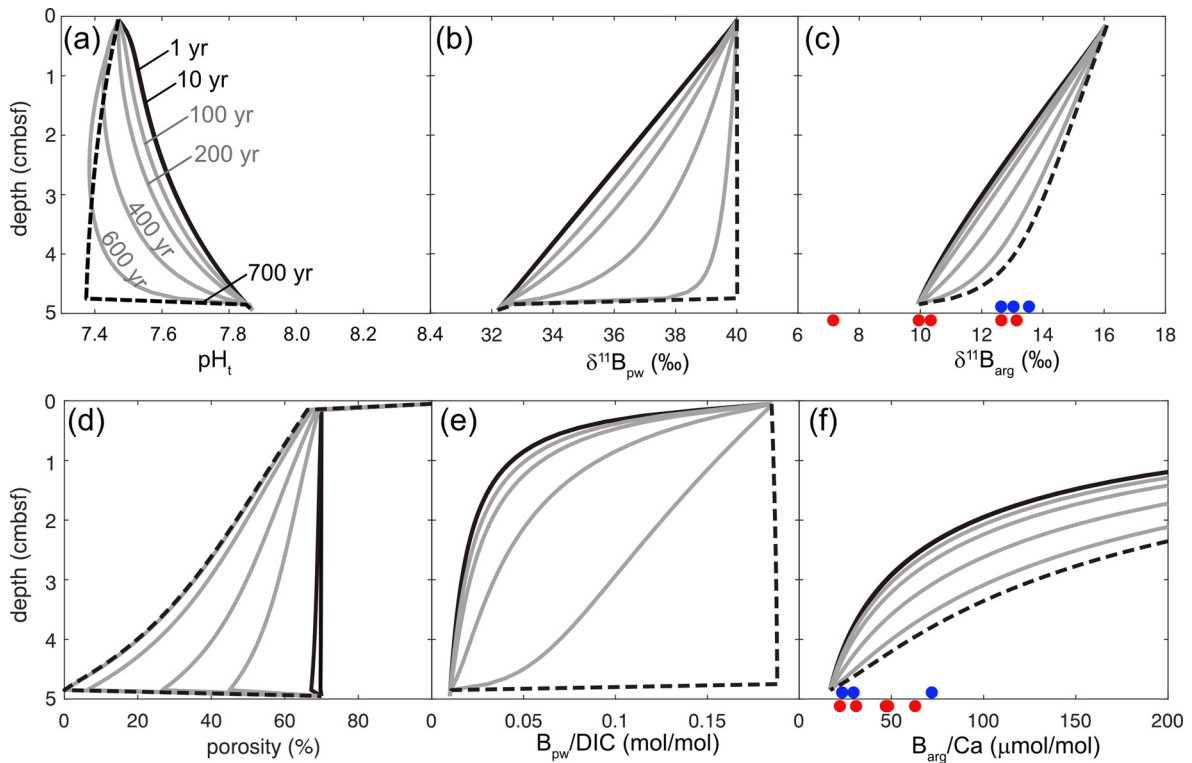 (a)
(b)
(c)
0
1
2
3
4
5
depth (cmbsf)
1 yr
10 yr
100 yr
200 yr
400 yr
600 yr
700 yr
7.4 7.6 7.8 8.0 8.4
pHt
32 34 36 38 40
δ11Bpw (‰)
6 8 10 12 14 16 18
δ11Barg (‰)
(d)
(e)
(f)
0
1
2
3
4
5
depth (cmbsf)
0 20 40 60 80
porosity (%)
0 0.05 0.10 0.15
Bpw/DIC (mol/mol)
0 50 100 150 200
Barg/Ca (μmol/mol)